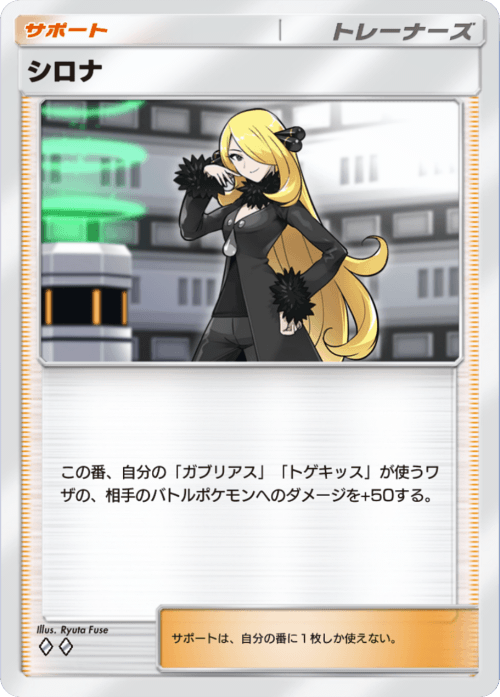 サポート
トレーナーズ
シロナ
この番、自分の「ガブリアス」「トゲキッス」が使うワ
ザの、相手のバトルポケモンへのダメージを+50する。
Illus. Ryuta Fuse
サポートは、自分の番に1枚しか使えない。